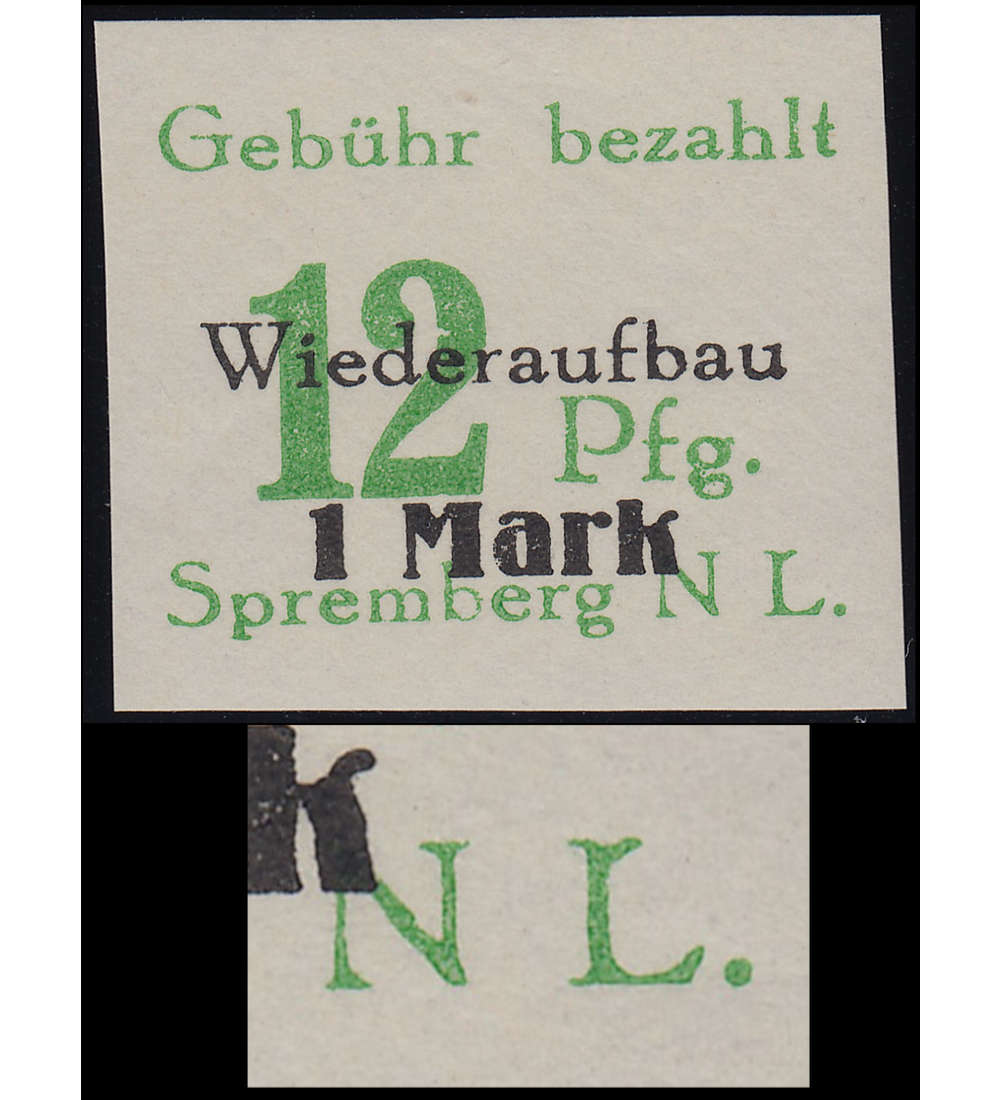 Gebühr bezahlt
12
Wiederaufbau
Pfg.
1 Mark
Spremberg N L.
k
N L.